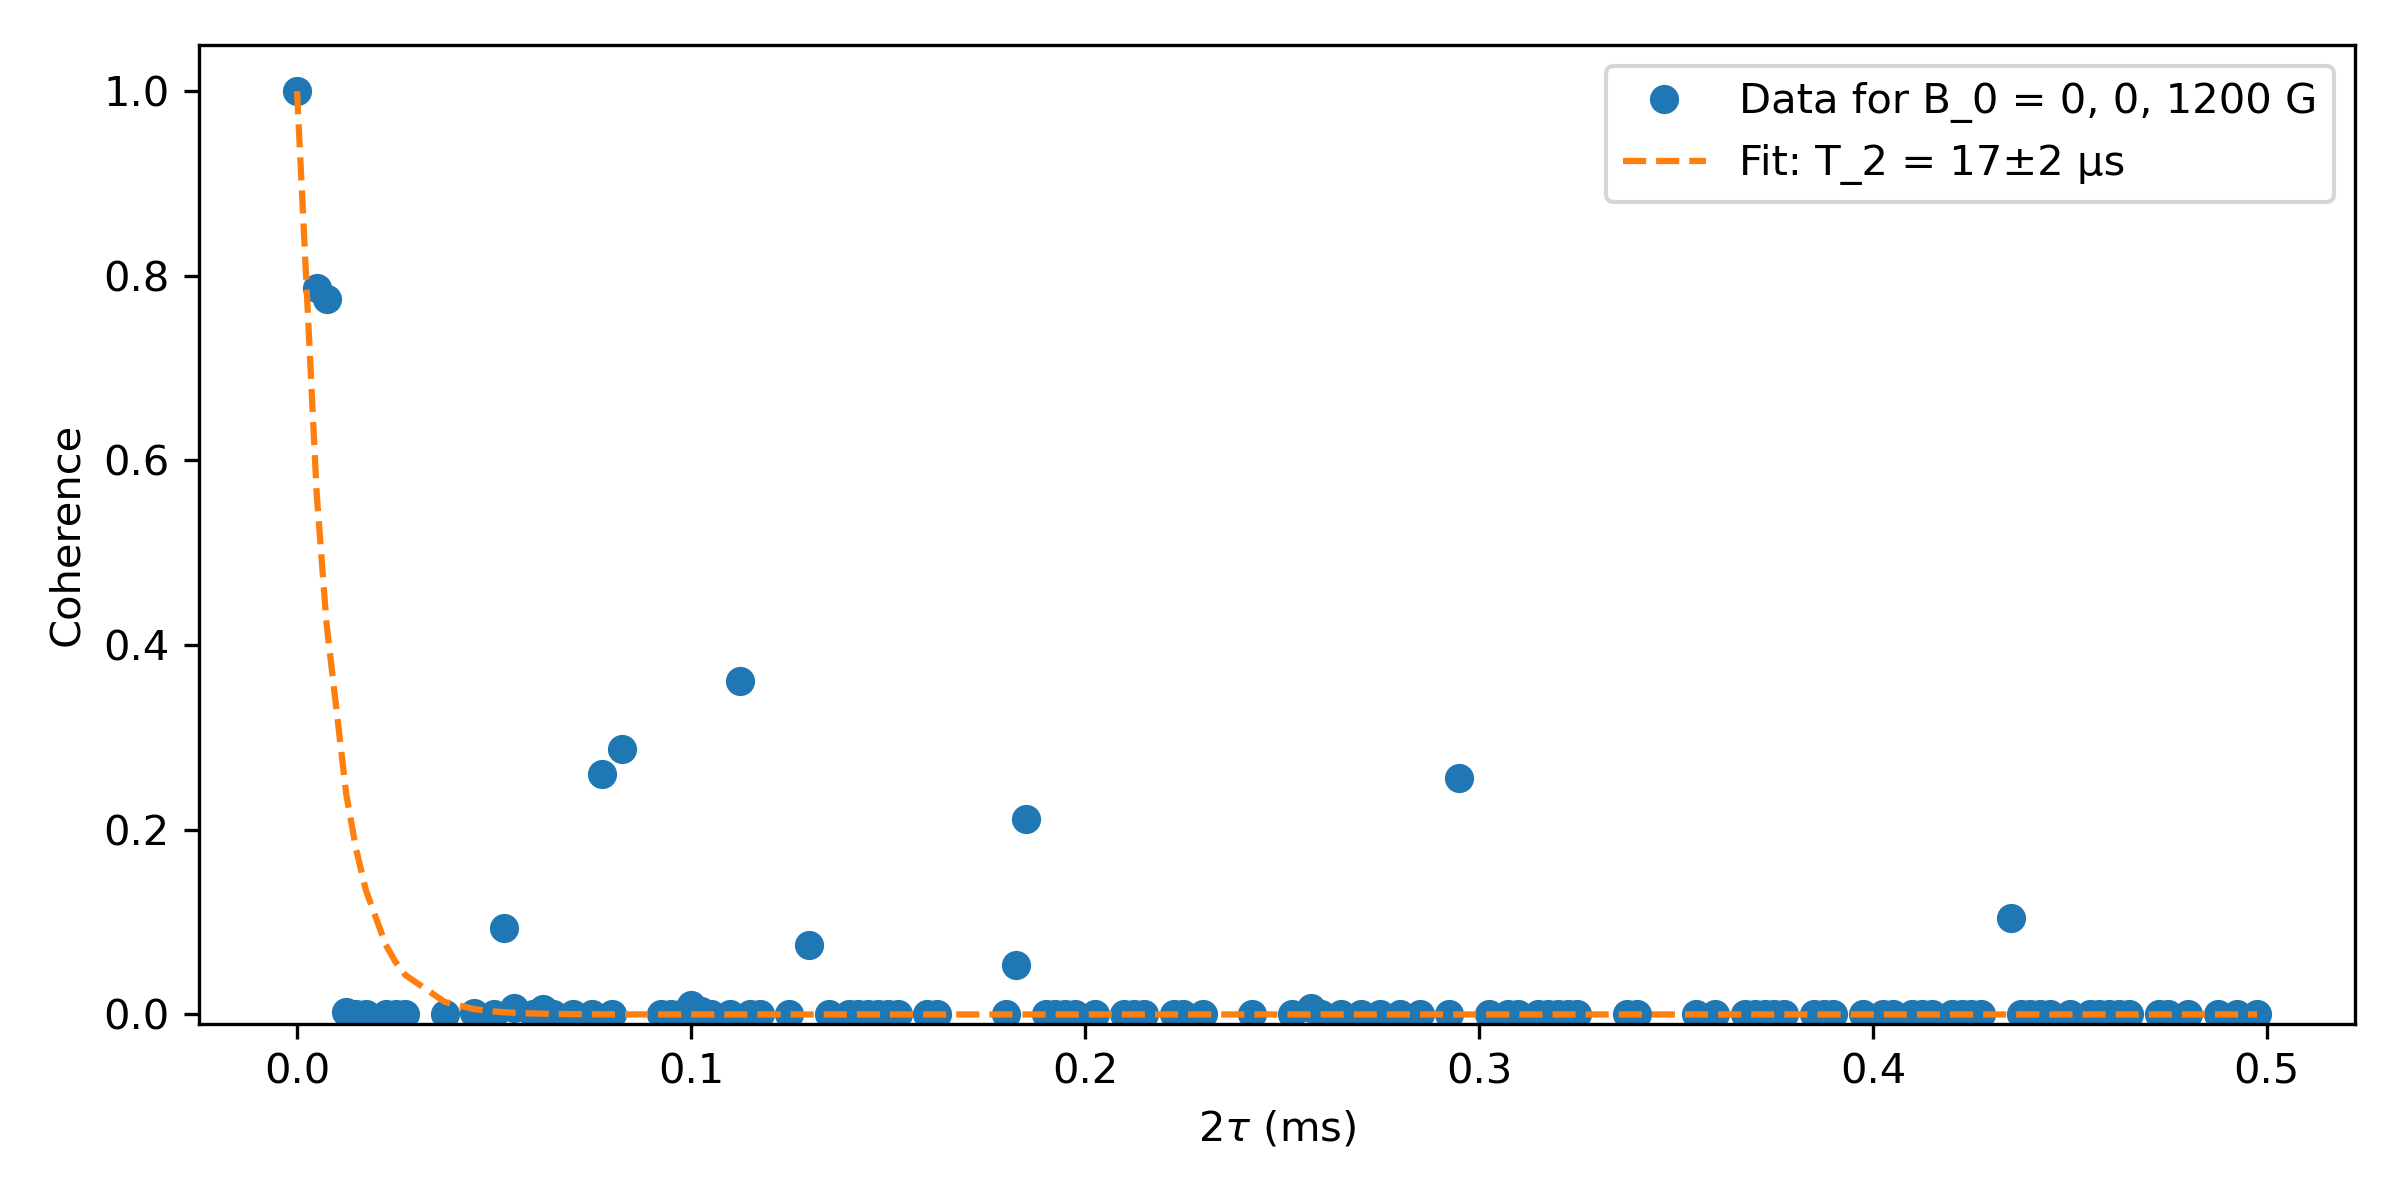 1.0
0.8
0.6
0.4
0.2
0.0
Coherence
Data for B_0 = 0, 0, 1200 G
Fit: T_2 = 17±2 μs
0.0 0.1 0.2 0.3 0.4 0.5
2τ (ms)